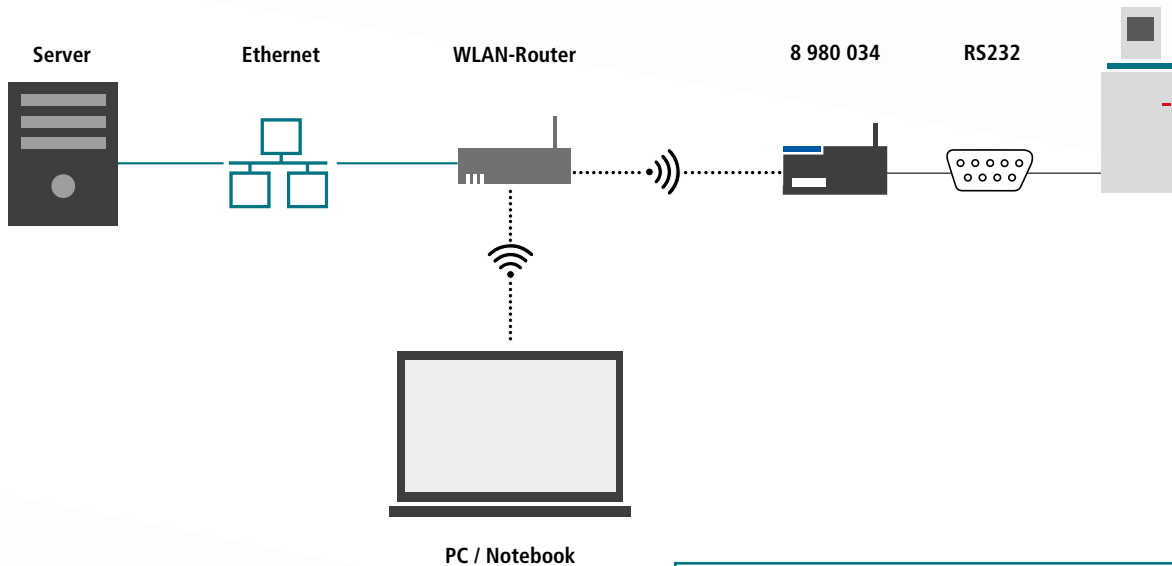 Server
Ethernet
WLAN-Router
8 980 034
RS232
PC / Notebook